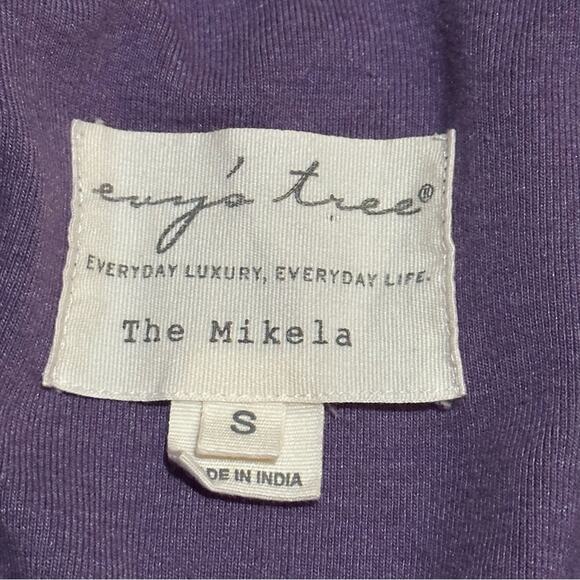 evy's tree®
EVERYDAY LUXURY, EVERYDAY LIFE.
The Mikela
S
DE IN INDIA